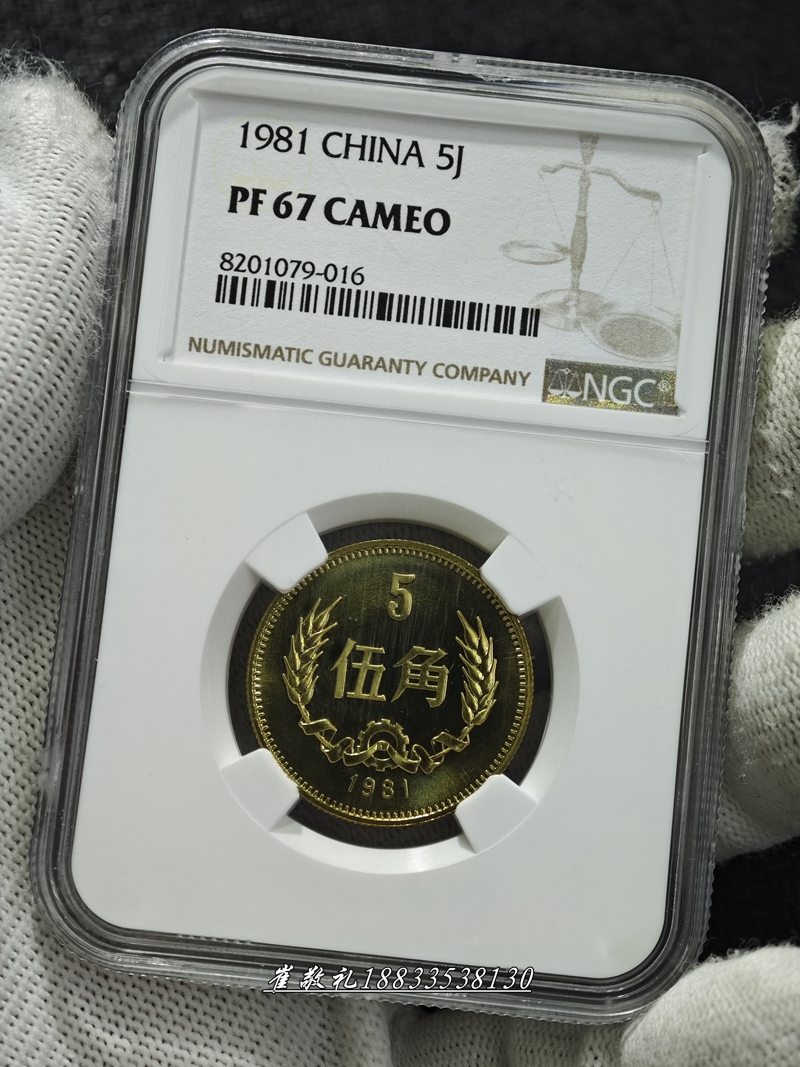 1981 CHINA 5J
PF 67 CAMEO
8201079-016
NUMISMATIC GUARANTY COMPANY
NGC®
5
伍角
1981
崔敬礼18833538130